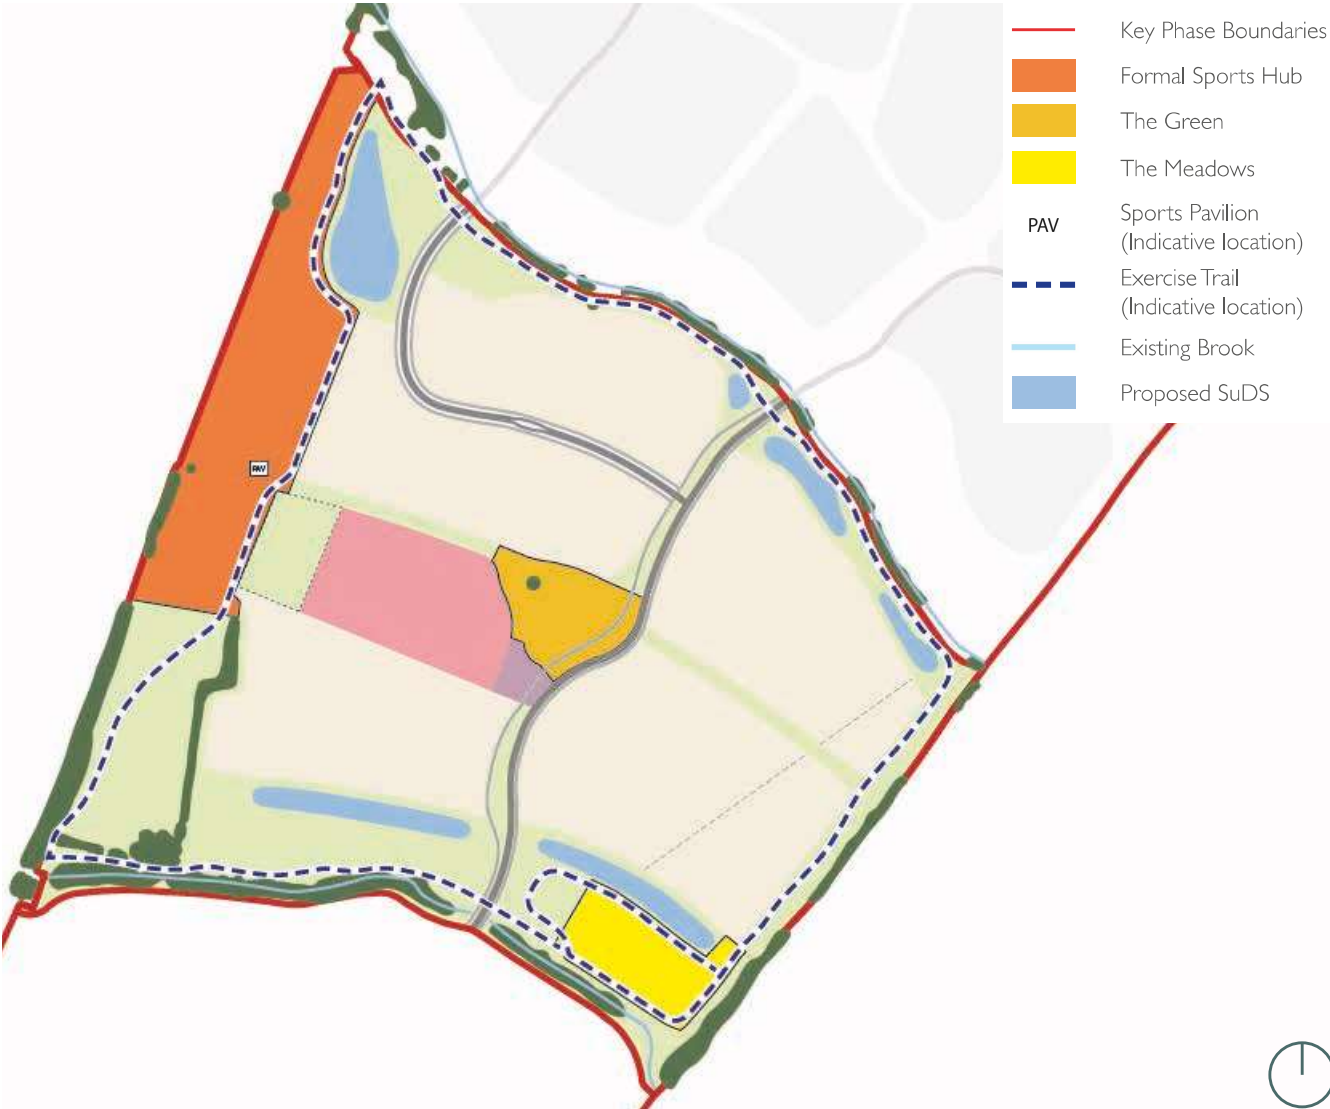 Key Phase Boundaries
Formal Sports Hub
The Green
The Meadows
PAV
Sports Pavilion
(Indicative location)
Exercise Trail
(Indicative location)
Existing Brook
Proposed SuDS
PAV